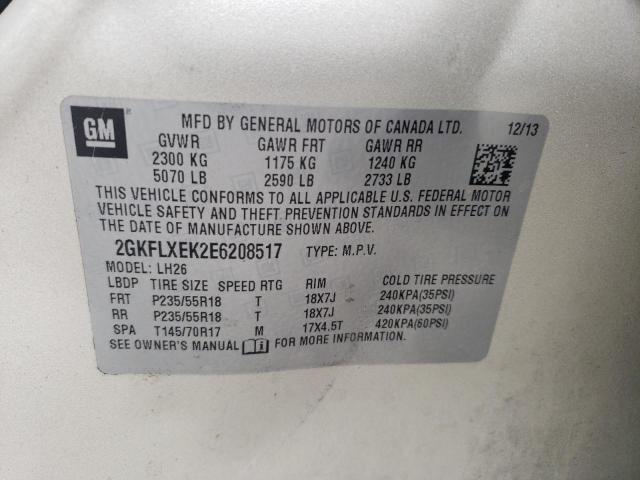 GM
MFD BY GENERAL MOTORS OF CANADA LTD. 12/13
GVWR GAWR FRT GAWR RR
2300 KG 1175 KG 1240 KG
5070 LB 2590 LB 2733 LB
THIS VEHICLE CONFORMS TO ALL APPLICABLE U.S. FEDERAL MOTOR
VEHICLE SAFETY AND THEFT PREVENTION STANDARDS IN EFFECT ON
THE DATE OF MANUFACTURE SHOWN ABOVE.
2GKFLXEK2E6208517 TYPE: M.P.V.
MODEL: LH26
LBDP TIRE SIZE SPEED RTG RIM COLD TIRE PRESSURE
FRT P235/55R18 T 18X7J 240KPA(35PSI)
RR P235/55R18 T 18X7J 240KPA(35PSI)
SPA T145/70R17 M 17X4.5T 420KPA(60PSI)
SEE OWNER'S MANUAL FOR MORE INFORMATION.